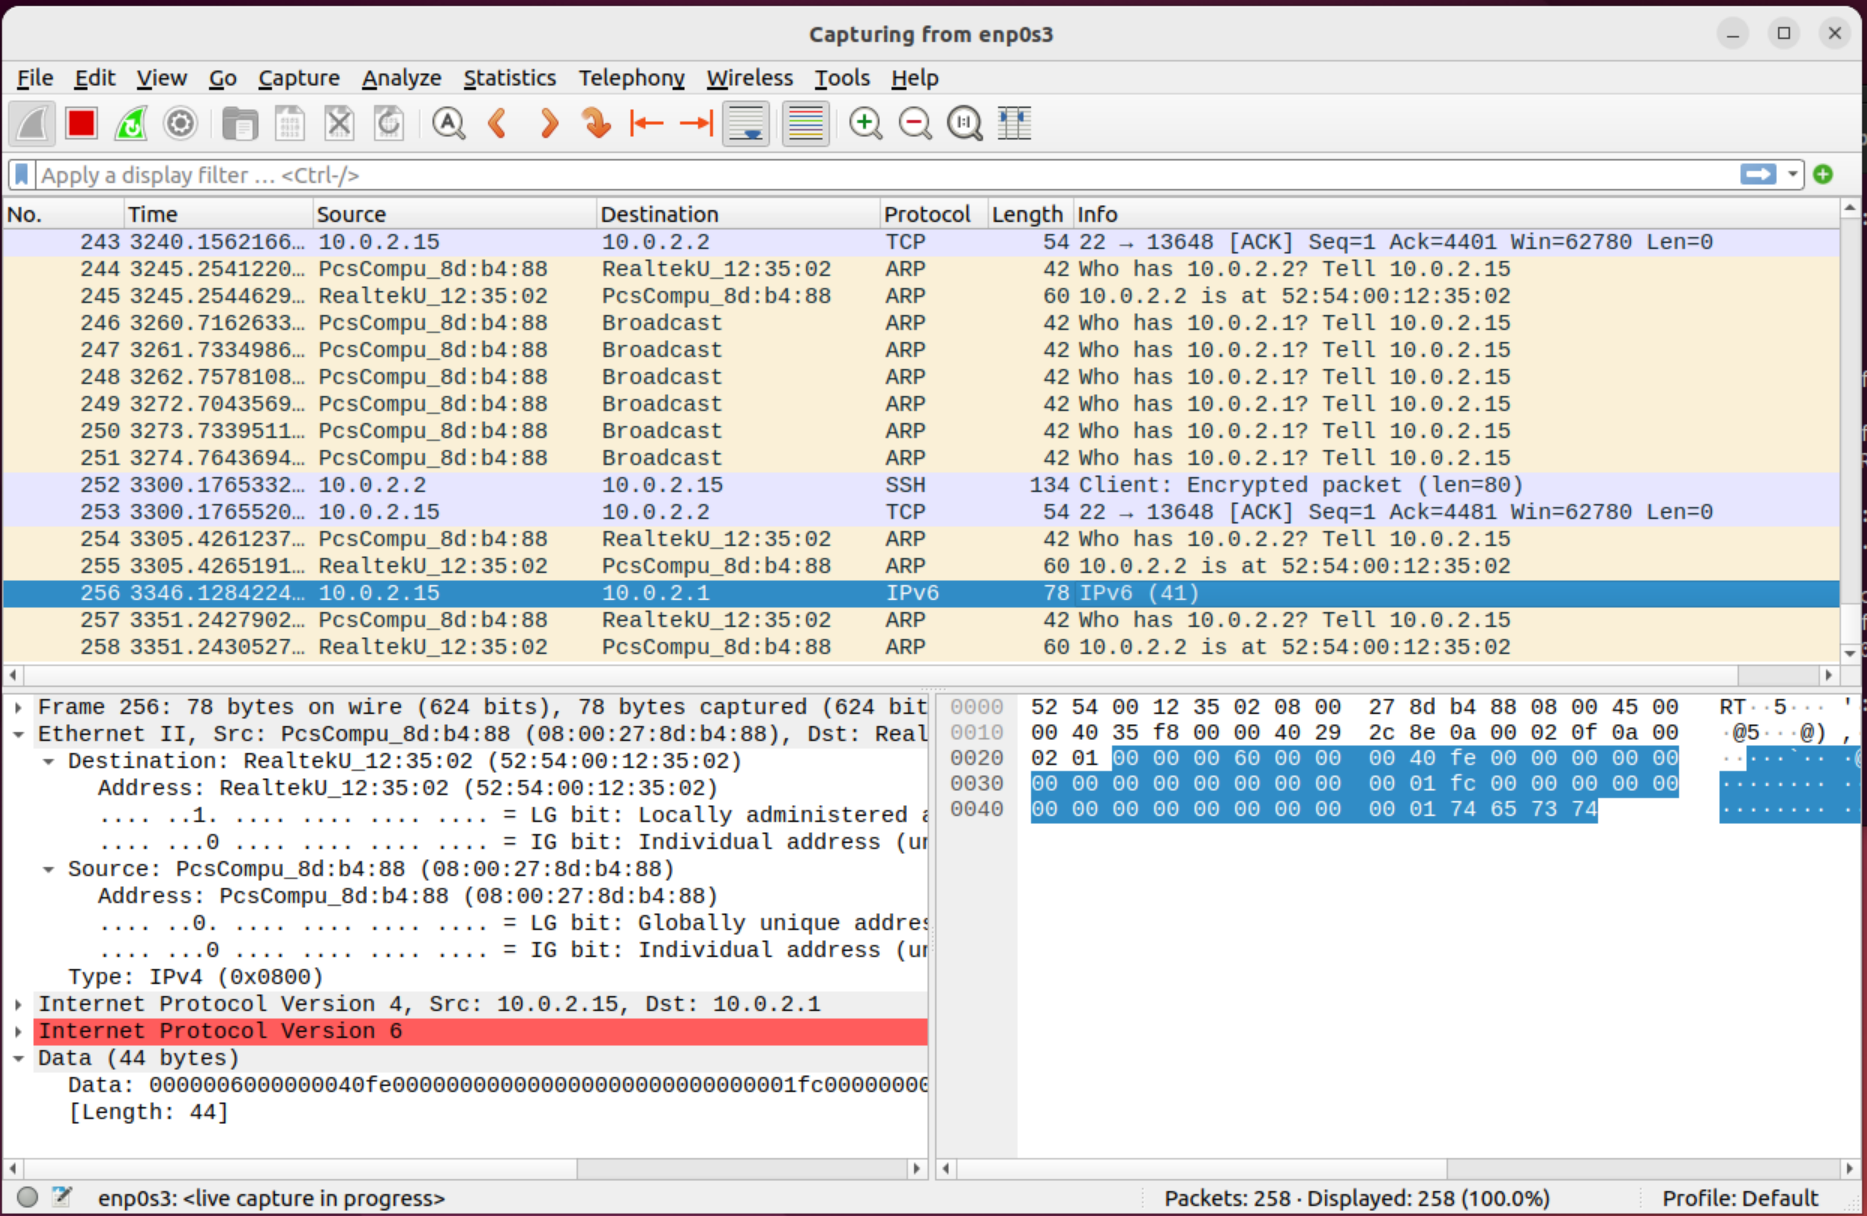 Capturing from enp0s3
File Edit View Go Capture Analyze Statistics Telephony Wireless Tools Help
Apply a display filter … <Ctrl-/>
No. Time Source Destination Protocol Length Info
243 3240.1562166… 10.0.2.15 10.0.2.2 TCP 54 22 → 13648 [ACK] Seq=1 Ack=4401 Win=62780 Len=0
244 3245.2541220… PcsCompu_8d:b4:88 RealtekU_12:35:02 ARP 42 Who has 10.0.2.2? Tell 10.0.2.15
245 3245.2544629… RealtekU_12:35:02 PcsCompu_8d:b4:88 ARP 60 10.0.2.2 is at 52:54:00:12:35:02
246 3260.7162633… PcsCompu_8d:b4:88 Broadcast ARP 42 Who has 10.0.2.1? Tell 10.0.2.15
247 3261.7334986… PcsCompu_8d:b4:88 Broadcast ARP 42 Who has 10.0.2.1? Tell 10.0.2.15
248 3262.7578108… PcsCompu_8d:b4:88 Broadcast ARP 42 Who has 10.0.2.1? Tell 10.0.2.15
249 3272.7043569… PcsCompu_8d:b4:88 Broadcast ARP 42 Who has 10.0.2.1? Tell 10.0.2.15
250 3273.7339511… PcsCompu_8d:b4:88 Broadcast ARP 42 Who has 10.0.2.1? Tell 10.0.2.15
251 3274.7643694… PcsCompu_8d:b4:88 Broadcast ARP 42 Who has 10.0.2.1? Tell 10.0.2.15
252 3300.1765332… 10.0.2.2 10.0.2.15 SSH 134 Client: Encrypted packet (len=80)
253 3300.1765520… 10.0.2.15 10.0.2.2 TCP 54 22 → 13648 [ACK] Seq=1 Ack=4481 Win=62780 Len=0
254 3305.4261237… PcsCompu_8d:b4:88 RealtekU_12:35:02 ARP 42 Who has 10.0.2.2? Tell 10.0.2.15
255 3305.4265191… RealtekU_12:35:02 PcsCompu_8d:b4:88 ARP 60 10.0.2.2 is at 52:54:00:12:35:02
256 3346.1284224… 10.0.2.15 10.0.2.1 IPv6 78 IPv6 (41)
257 3351.2427902… PcsCompu_8d:b4:88 RealtekU_12:35:02 ARP 42 Who has 10.0.2.2? Tell 10.0.2.15
258 3351.2430527… RealtekU_12:35:02 PcsCompu_8d:b4:88 ARP 60 10.0.2.2 is at 52:54:00:12:35:02
Frame 256: 78 bytes on wire (624 bits), 78 bytes captured (624 bit
Ethernet II, Src: PcsCompu_8d:b4:88 (08:00:27:8d:b4:88), Dst: Real
Destination: RealtekU_12:35:02 (52:54:00:12:35:02)
Address: RealtekU_12:35:02 (52:54:00:12:35:02)
.... ..1. .... .... .... .... = LG bit: Locally administered
.... ...0 .... .... .... .... = IG bit: Individual address
Source: PcsCompu_8d:b4:88 (08:00:27:8d:b4:88)
Address: PcsCompu_8d:b4:88 (08:00:27:8d:b4:88)
.... ..0. .... .... .... .... = LG bit: Globally unique addre
.... ...0 .... .... .... .... = IG bit: Individual address
Type: IPv4 (0x0800)
Internet Protocol Version 4, Src: 10.0.2.15, Dst: 10.0.2.1
Internet Protocol Version 6
Data (44 bytes)
Data: 0000006000000040fe0000000000000000000000000001fc0000000
[Length: 44]
0000 52 54 00 12 35 02 08 00 27 8d b4 88 08 00 45 00 RT··5··· '
0010 00 40 35 f8 00 00 40 29 2c 8e 0a 00 02 0f 0a 00 ·@5···@) ,
0020 02 01 00 00 00 60 00 00 00 40 fe 00 00 00 00 00 ·····`·· ·@
0030 00 00 00 00 00 00 00 00 00 01 fc 00 00 00 00 00 ········ ·
0040 00 00 00 00 00 00 00 00 00 01 74 65 73 74 ········ ·
enp0s3: <live capture in progress>
Packets: 258 · Displayed: 258 (100.0%)
Profile: Default